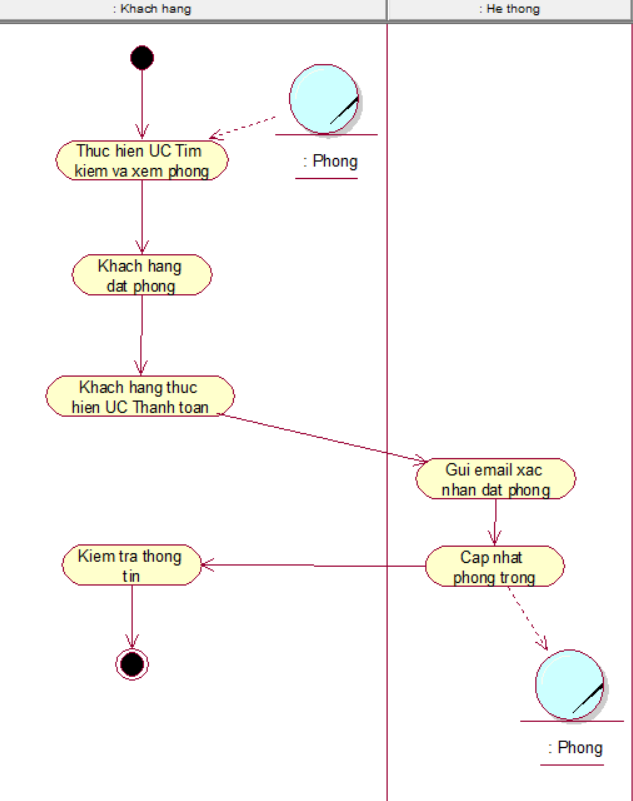 : Khach hang
: He thong
Thuc hien UC Tim
kiem va xem phong
: Phong
Khach hang
dat phong
Khach hang thuc
hien UC Thanh toan
Gui email xac
nhan dat phong
Kiem tra thong
tin
Cap nhat
phong trong
: Phong